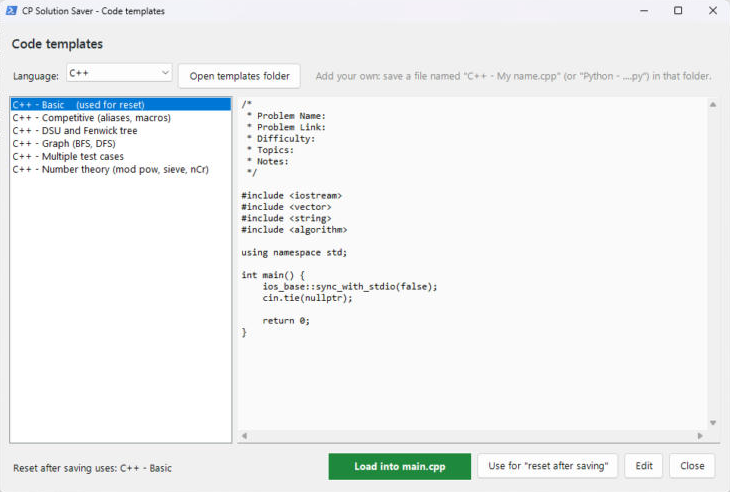 CP Solution Saver - Code templates
Code templates
Language: C++ Open templates folder Add your own: save a file named "C++ - My name.cpp" (or "Python - ....py") in that folder.
C++ - Basic (used for reset)
C++ - Competitive (aliases, macros)
C++ - DSU and Fenwick tree
C++ - Graph (BFS, DFS)
C++ - Multiple test cases
C++ - Number theory (mod pow, sieve, nCr)
/*
 * Problem Name:
 * Problem Link:
 * Difficulty:
 * Topics:
 * Notes:
 */
#include <iostream>
#include <vector>
#include <string>
#include <algorithm>
using namespace std;
int main() {
    ios_base::sync_with_stdio(false);
    cin.tie(nullptr);
    return 0;
}
Reset after saving uses: C++ - Basic Load into main.cpp Use for "reset after saving" Edit Close